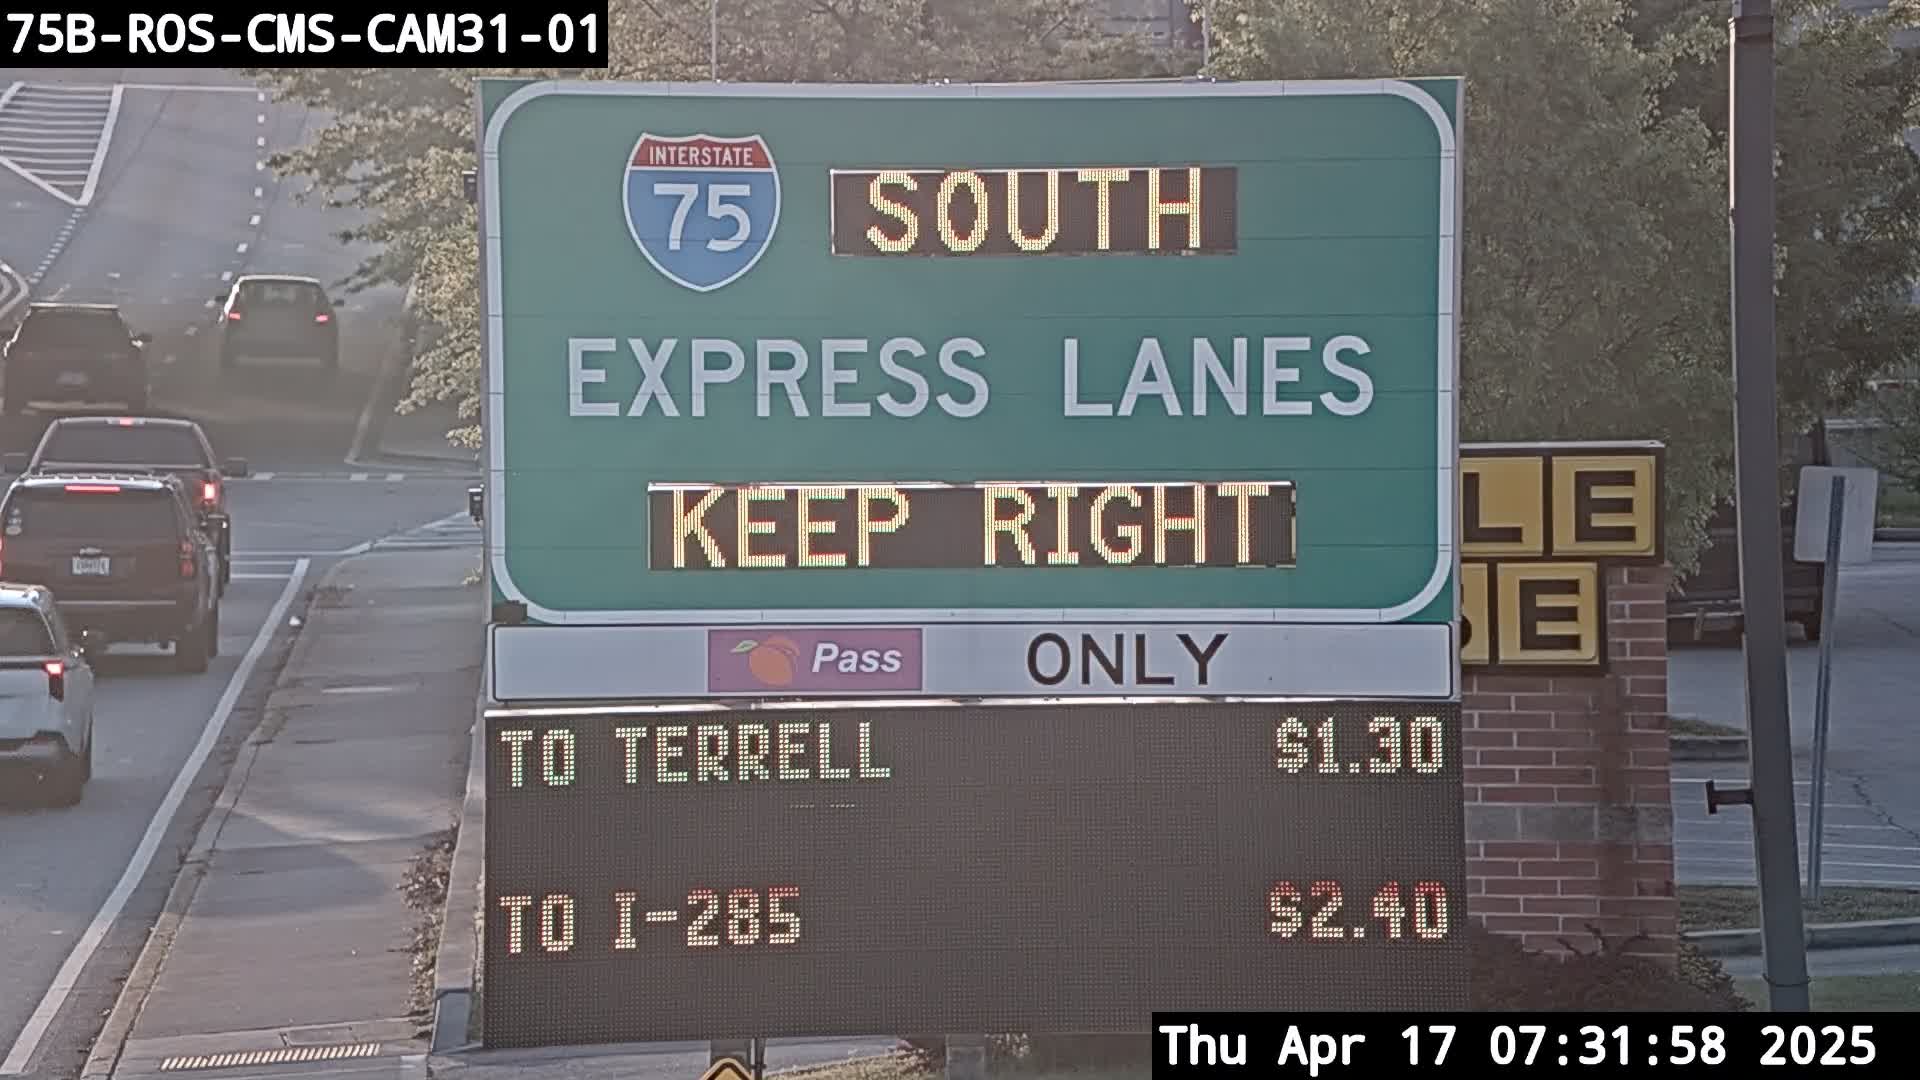 75B-ROS-CMS-CAM31-01
INTERSTATE
75
SOUTH
EXPRESS LANES
KEEP RIGHT
Pass ONLY
TO TERRELL $1.30
TO I-285 $2.40
LE
E
Thu Apr 17 07:31:58 2025